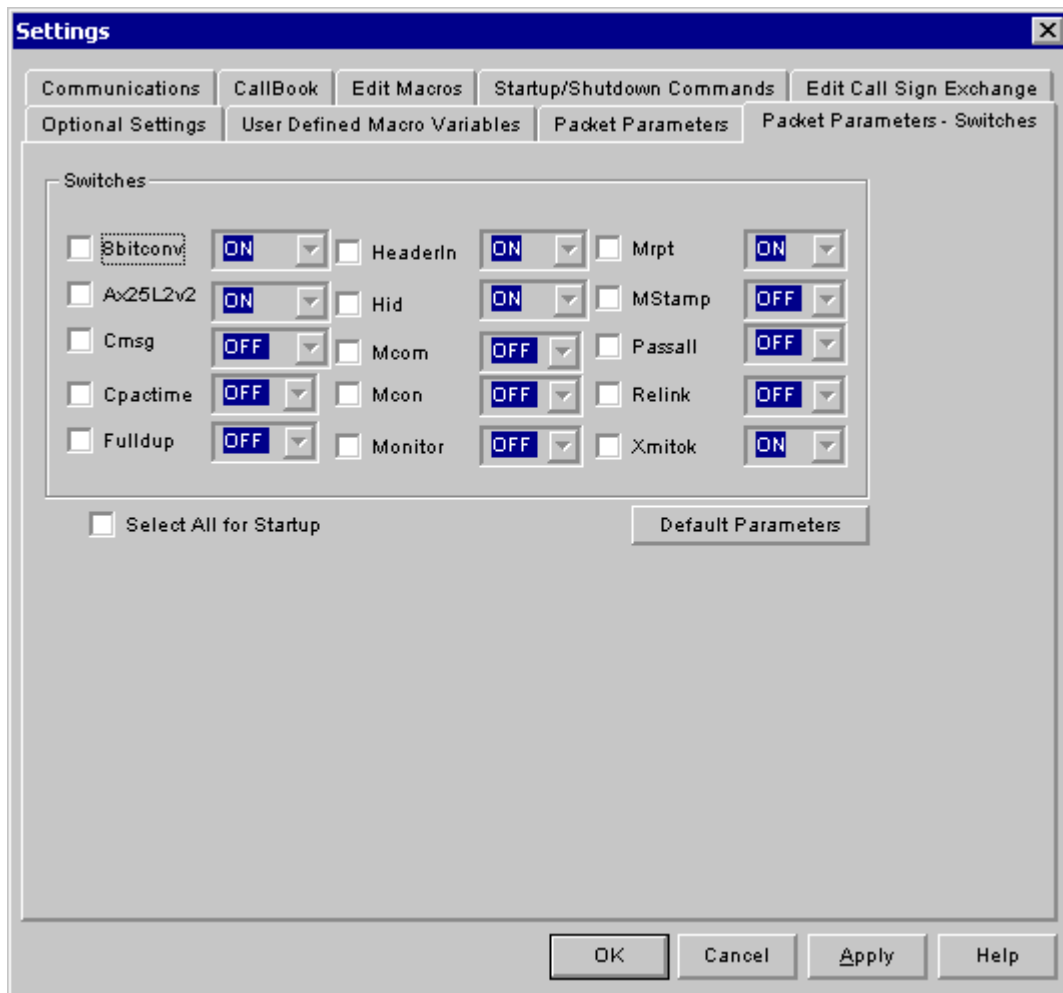 Settings
Communications CallBook Edit Macros Startup/Shutdown Commands Edit Call Sign Exchange
Optional Settings User Defined Macro Variables Packet Parameters Packet Parameters - Switches
Switches
8bitconv ON HeaderIn ON Mrpt ON
Ax25L2v2 ON Hid ON MStamp OFF
Cmsg OFF Mcom OFF Passall OFF
Cpactime OFF Mcon OFF Relink OFF
Fulldup OFF Monitor OFF Xmitok ON
Select All for Startup Default Parameters
OK Cancel Apply Help